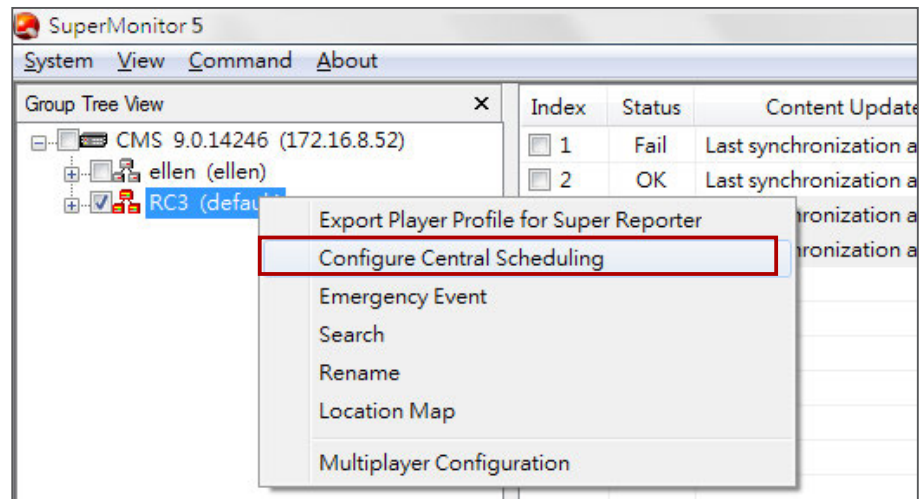 SuperMonitor 5
System View Command About
Group Tree View
Index Status Content Update
CMS 9.0.14246 (172.16.8.52)
1 Fail Last synchronization a
ellen (ellen)
2 OK Last synchronization a
RC3 (defau
Export Player Profile for Super Reporter
hronization a
Configure Central Scheduling
hronization a
Emergency Event
Search
Rename
Location Map
Multiplayer Configuration